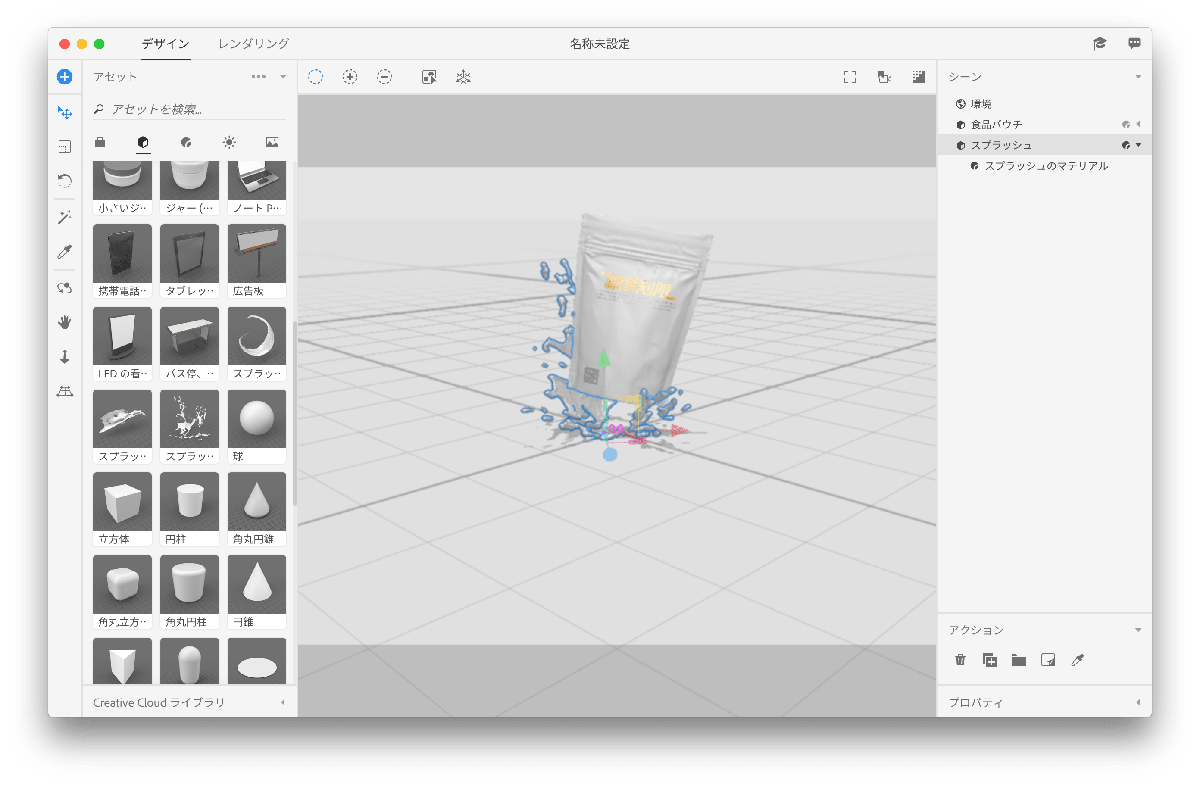 デザイン
レンダリング
名称未設定
アセット
アセットを検索...
小さいジ…
ジャー (…
ノート P…
携帯電話…
タブレッ…
広告板
LED の看…
バス停、…
スプラッ…
スプラッ…
スプラッ…
球
立方体
円柱
角丸円錐
角丸立方…
角丸円柱
円錐
Creative Cloud ライブラリ
シーン
環境
食品パウチ
スプラッシュ
スプラッシュのマテリアル
アクション
プロパティ